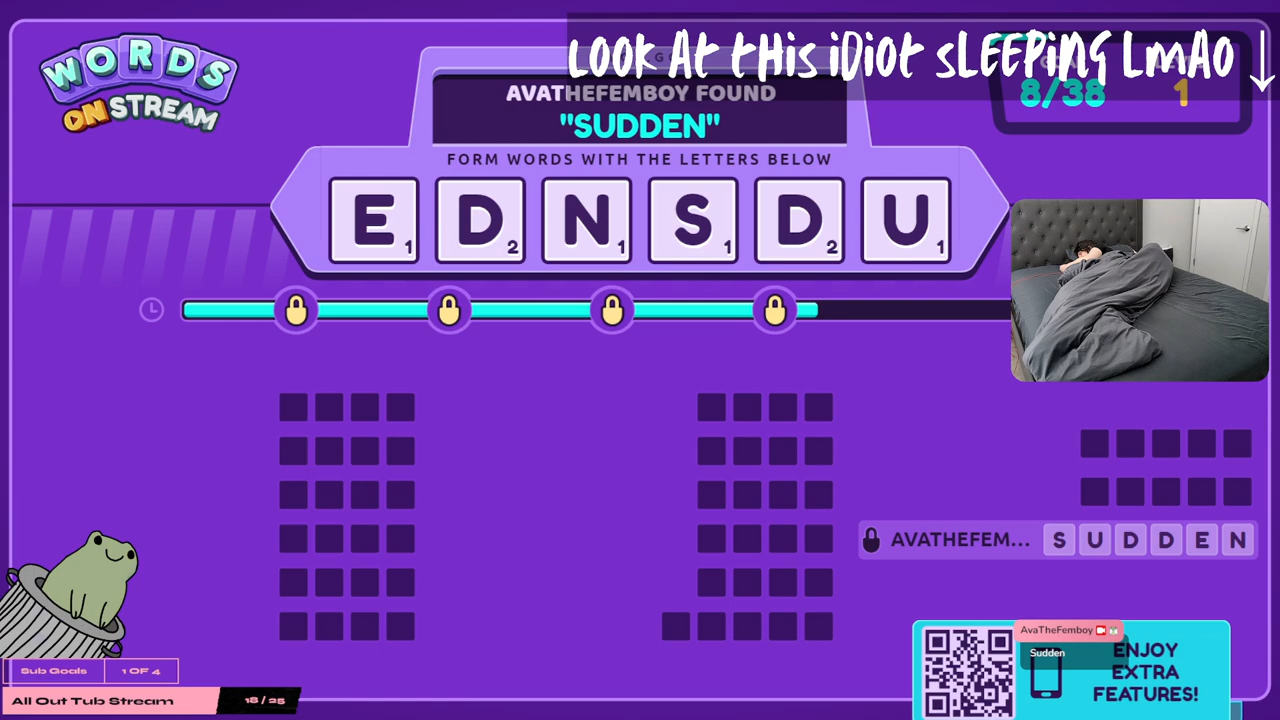 LOOK At tHis iDiot sLEEPiNG LmAO ↓
WORDS
ON STREAM
AVATHEFEMBOY FOUND
"SUDDEN"
8/38
1
FORM WORDS WITH THE LETTERS BELOW
E 1 D 2 N 1 S 1 D 2 U 1
AVATHEFEM... S U D D E N
AvaTheFemboy
Sudden
ENJOY
EXTRA
FEATURES!
Sub Goals 1 OF 4
All Out Tub Stream 18 / 25